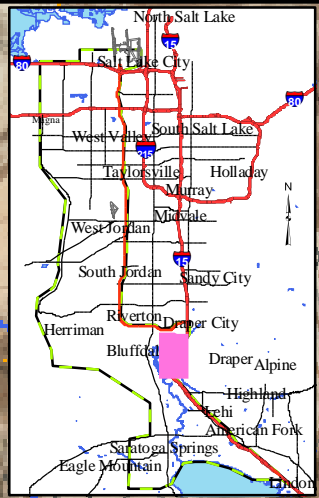 North Salt Lake
15
80
Salt Lake City
80
Magna
West Valley
South Salt Lake
215
Taylorsville
Holladay
Murray
N
Midvale
West Jordan
15
South Jordan
Sandy City
Riverton
Draper City
Herriman
Bluffdal
Draper
Alpine
Highland
Lehi
American Fork
Saratoga Springs
Eagle Mountain
Lindon